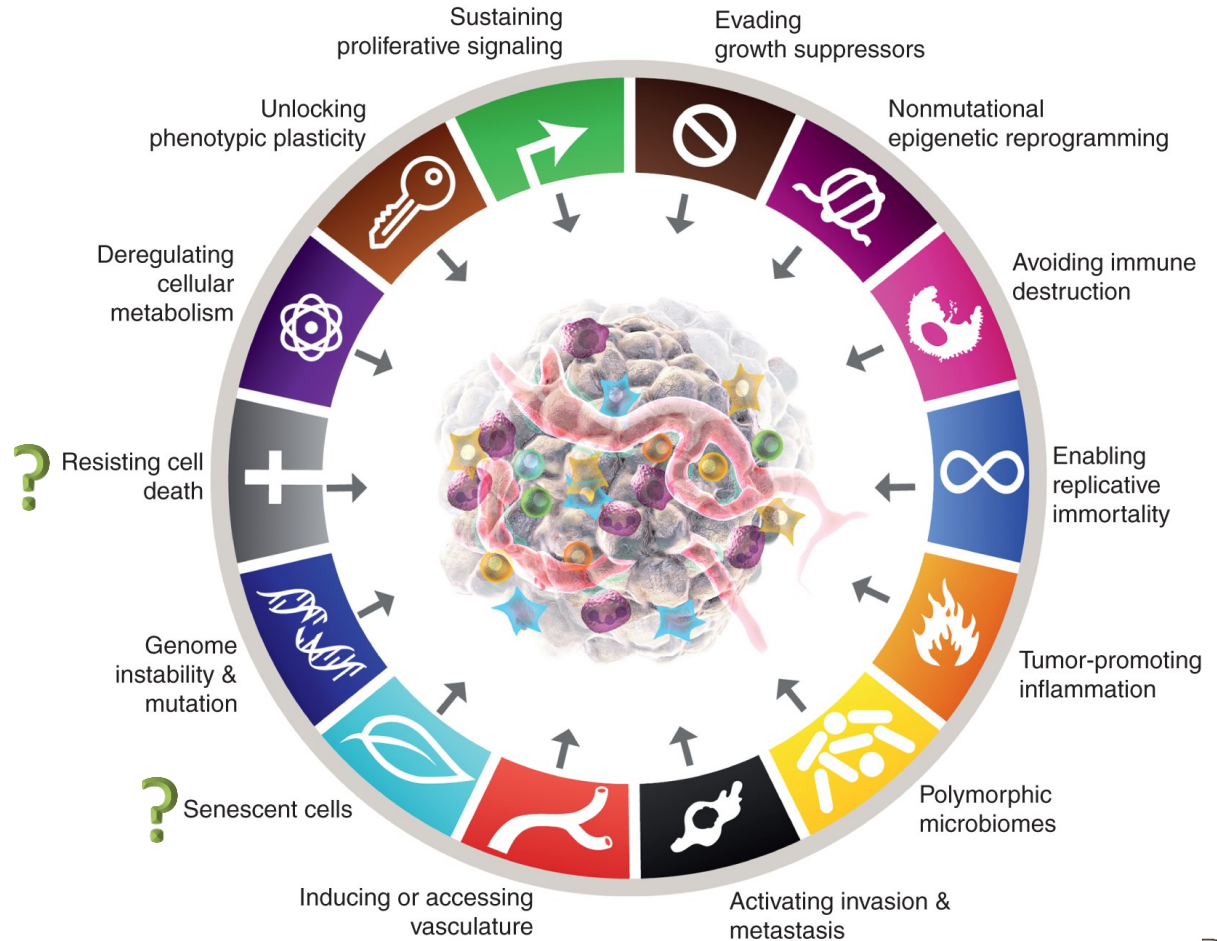 Sustaining
proliferative signaling
Evading
growth suppressors
Unlocking
phenotypic plasticity
Nonmutational
epigenetic reprogramming
Deregulating
cellular
metabolism
Avoiding immune
destruction
? Resisting cell
death
Enabling
replicative
immortality
Genome
instability &
mutation
Tumor-promoting
inflammation
? Senescent cells
Polymorphic
microbiomes
Inducing or accessing
vasculature
Activating invasion &
metastasis